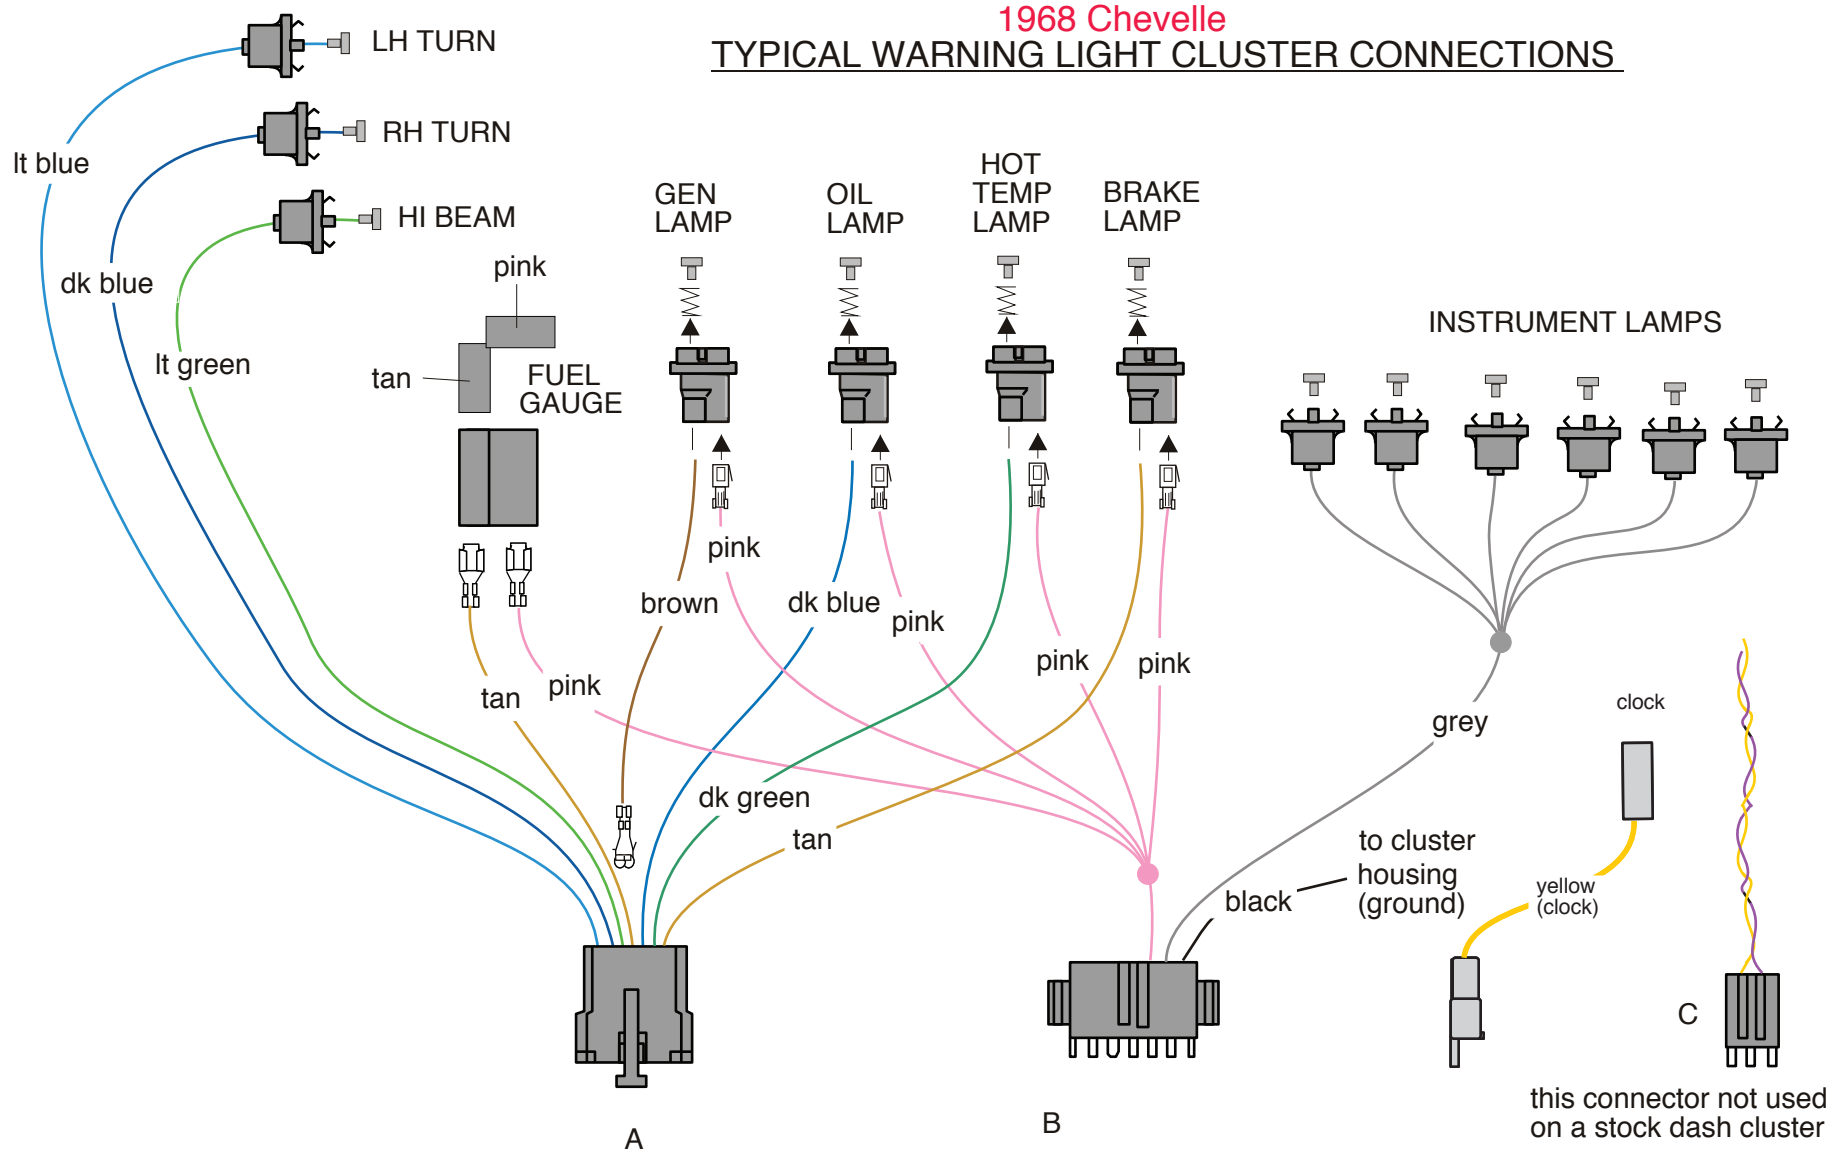 1968 Chevelle
TYPICAL WARNING LIGHT CLUSTER CONNECTIONS
LH TURN
RH TURN
HI BEAM
lt blue
dk blue
lt green
pink
tan
FUEL
GAUGE
GEN
LAMP
OIL
LAMP
HOT
TEMP
LAMP
BRAKE
LAMP
INSTRUMENT LAMPS
pink
brown
dk blue
pink
pink
pink
tan
pink
dk green
tan
grey
clock
to cluster
housing
(ground)
black
yellow
(clock)
A
B
C
this connector not used
on a stock dash cluster